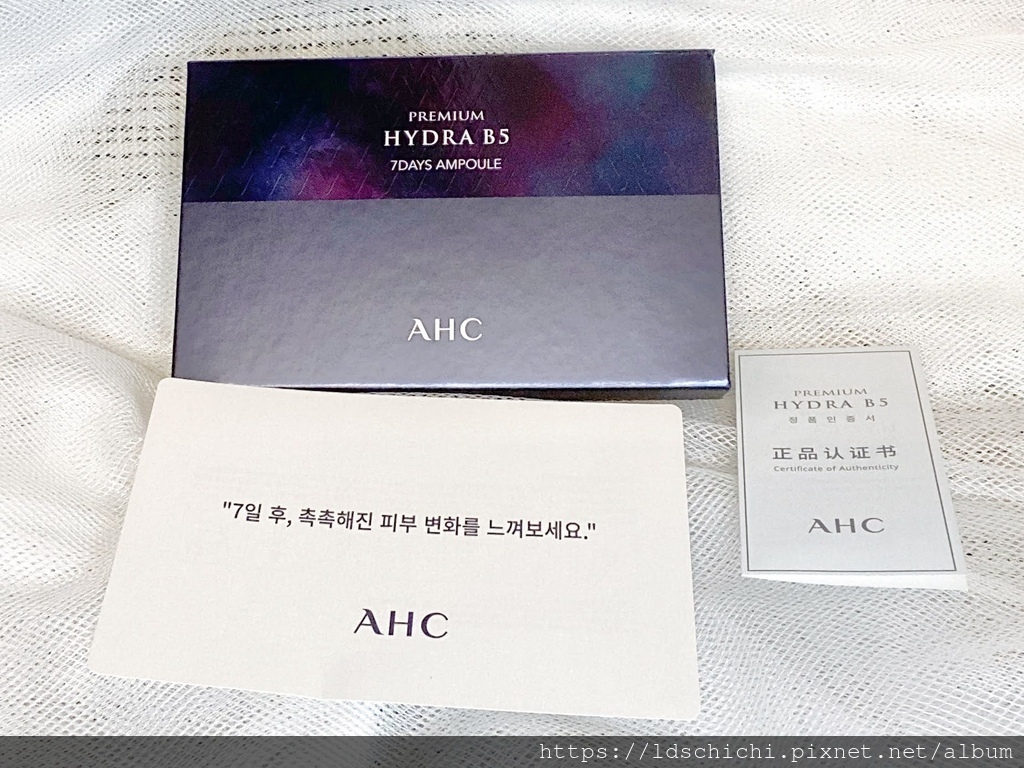 PREMIUM
HYDRA B5
7DAYS AMPOULE
AHC
"7일 후, 촉촉해진 피부 변화를 느껴보세요."
AHC
PREMIUM
HYDRA B5
정품인증서
正品认证书
Certificate of Authenticity
AHC
https://ldschichi.pixnet.net/album